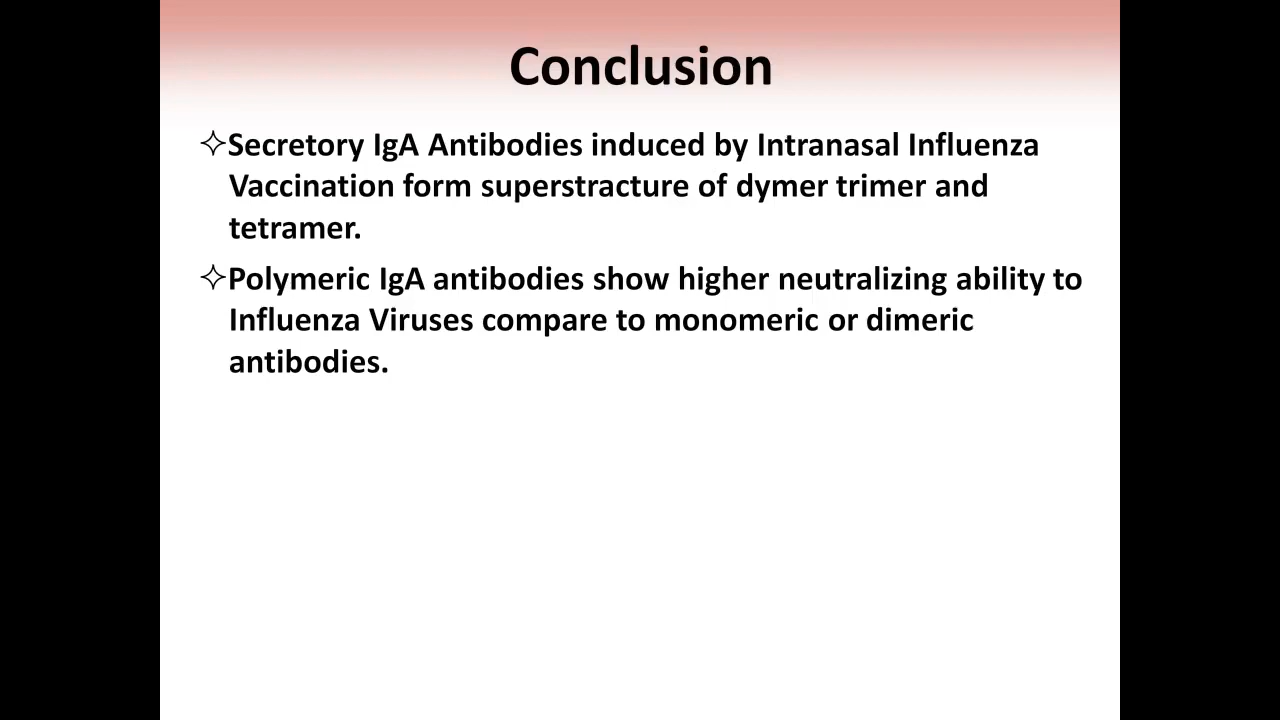 Conclusion
✧Secretory IgA Antibodies induced by Intranasal Influenza
Vaccination form superstracture of dymer trimer and
tetramer.
✧Polymeric IgA antibodies show higher neutralizing ability to
Influenza Viruses compare to monomeric or dimeric
antibodies.